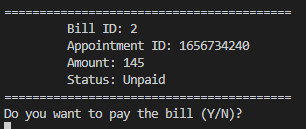 ========================================
Bill ID: 2
Appointment ID: 1656734240
Amount: 145
Status: Unpaid
========================================
Do you want to pay the bill (Y/N)?